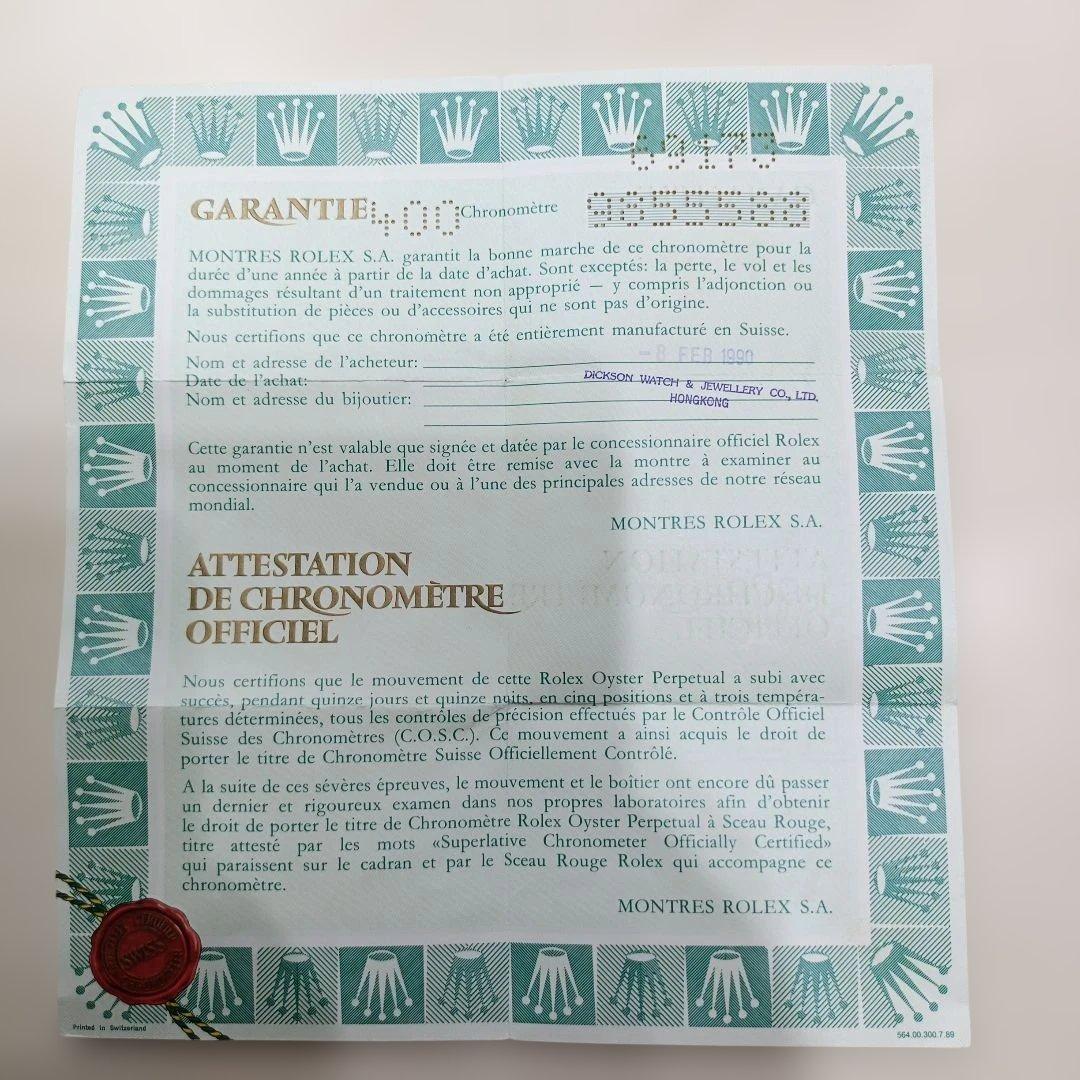 69173
GARANTIE 400 Chronomètre
MONTRES ROLEX S.A. garantit la bonne marche de ce chronomètre pour la
durée d'une année à partir de la date d'achat. Sont exceptés: la perte, le vol et les
dommages résultant d'un traitement non approprié — y compris l'adjonction ou
la substitution de pièces ou d'accessoires qui ne sont pas d'origine.
Nous certifions que ce chronomètre a été entièrement manufacturé en Suisse.
Nom et adresse de l'acheteur:
-8 FEB 1990
Date de l'achat:
DICKSON WATCH & JEWELLERY CO., LTD.
Nom et adresse du bijoutier:
HONGKONG
Cette garantie n'est valable que signée et datée par le concessionnaire officiel Rolex
au moment de l'achat. Elle doit être remise avec la montre à examiner au
concessionnaire qui l'a vendue ou à l'une des principales adresses de notre réseau
mondial.
MONTRES ROLEX S.A.
ATTESTATION
DE CHRONOMÈTRE
OFFICIEL
Nous certifions que le mouvement de cette Rolex Oyster Perpetual a subi avec
succès, pendant quinze jours et quinze nuits, en cinq positions et à trois tempéra-
tures déterminées, tous les contrôles de précision effectués par le Contrôle Officiel
Suisse des Chronomètres (C.O.S.C.). Ce mouvement a ainsi acquis le droit de
porter le titre de Chronomètre Suisse Officiellement Contrôlé.
A la suite de ces sévères épreuves, le mouvement et le boîtier ont encore dû passer
un dernier et rigoureux examen dans nos propres laboratoires afin d'obtenir
le droit de porter le titre de Chronomètre Rolex Oyster Perpetual à Sceau Rouge,
titre attesté par les mots «Superlative Chronometer Officially Certified»
qui paraissent sur le cadran et par le Sceau Rouge Rolex qui accompagne ce
chronomètre.
MONTRES ROLEX S.A.
SWISS
Printed in Switzerland
564.00.300.7.89